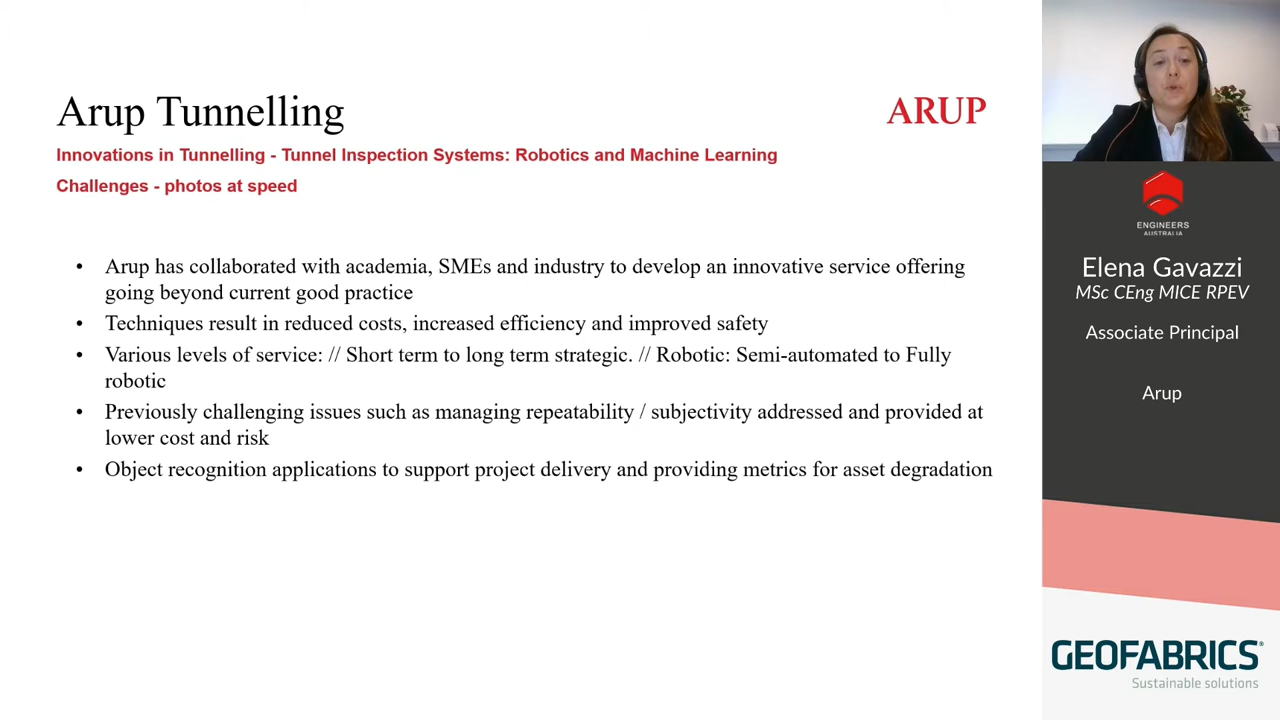 Arup Tunnelling
ARUP
Innovations in Tunnelling - Tunnel Inspection Systems: Robotics and Machine Learning
Challenges - photos at speed
• Arup has collaborated with academia, SMEs and industry to develop an innovative service offering
going beyond current good practice
• Techniques result in reduced costs, increased efficiency and improved safety
• Various levels of service: // Short term to long term strategic. // Robotic: Semi-automated to Fully
robotic
• Previously challenging issues such as managing repeatability / subjectivity addressed and provided at
lower cost and risk
• Object recognition applications to support project delivery and providing metrics for asset degradation
ENGINEERS
AUSTRALIA
Elena Gavazzi
MSc CEng MICE RPEV
Associate Principal
Arup
GEOFABRICS®
Sustainable solutions